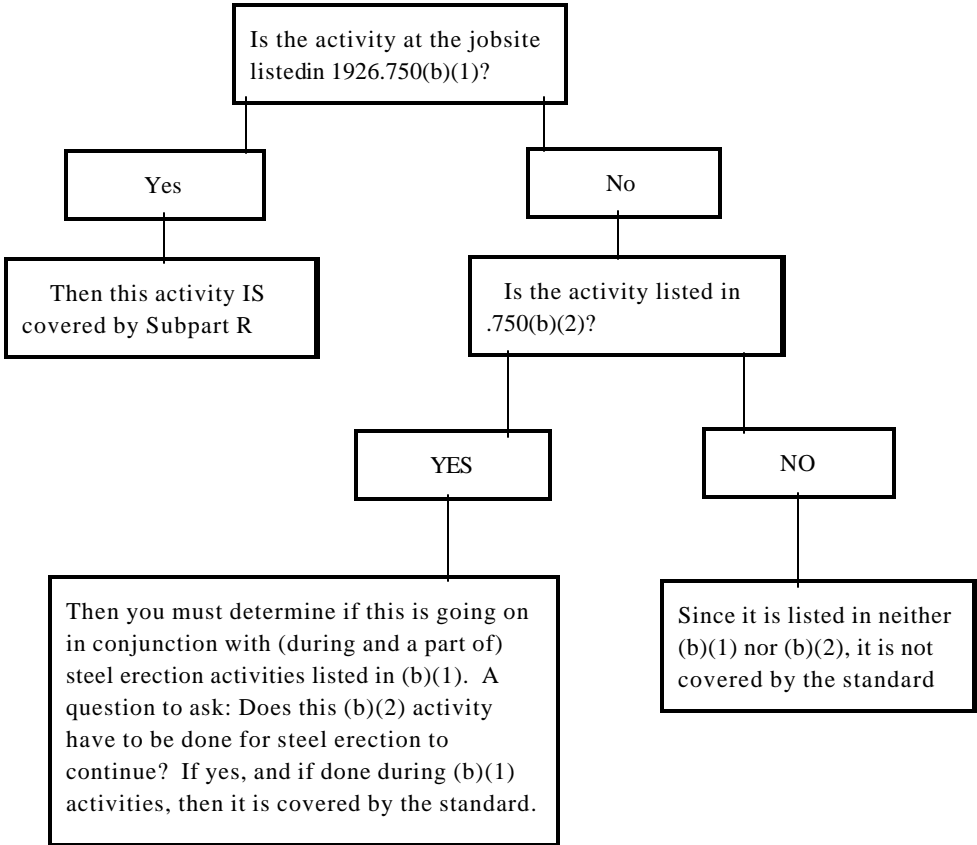 Is the activity at the jobsite
listedin 1926.750(b)(1)?
Yes
No
Then this activity IS
covered by Subpart R
Is the activity listed in
.750(b)(2)?
YES
NO
Then you must determine if this is going on
in conjunction with (during and a part of)
steel erection activities listed in (b)(1). A
question to ask: Does this (b)(2) activity
have to be done for steel erection to
continue? If yes, and if done during (b)(1)
activities, then it is covered by the standard.
Since it is listed in neither
(b)(1) nor (b)(2), it is not
covered by the standard